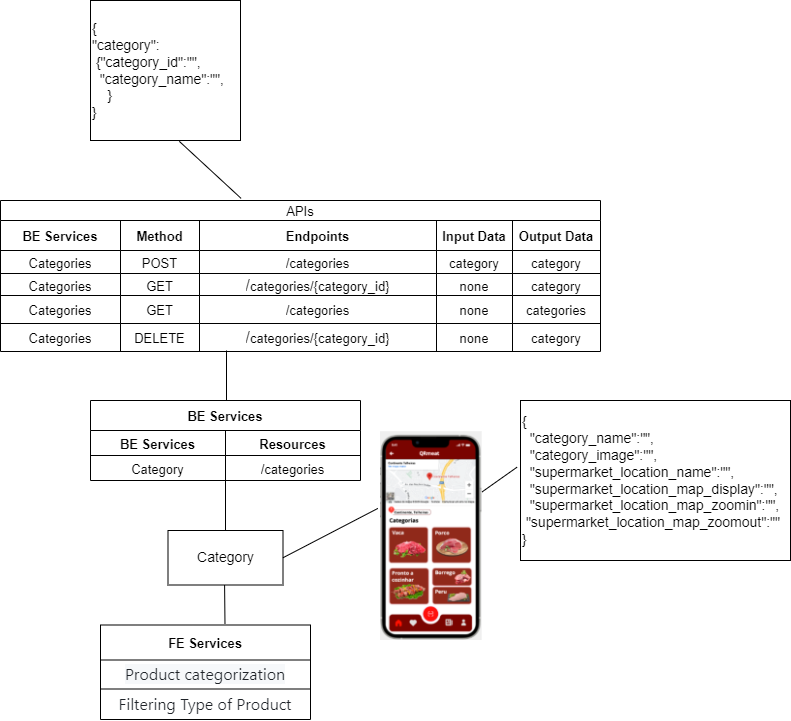 {
"category":
{"category_id":"",
"category_name":"",
}
}
APIs
BE Services Method Endpoints Input Data Output Data
Categories POST /categories category category
Categories GET /categories/{category_id} none category
Categories GET /categories none categories
Categories DELETE /categories/{category_id} none category
BE Services
BE Services Resources
Category /categories
Category
FE Services
Product categorization
Filtering Type of Product
QRmeat
Categorias
Vaca
Porco
Pronto a
cozinhar
Borrego
Peru
{
"category_name":"",
"category_image":"",
"supermarket_location_name":"",
"supermarket_location_map_display":"",
"supermarket_location_map_zoomin":"",
"supermarket_location_map_zoomout":""
}